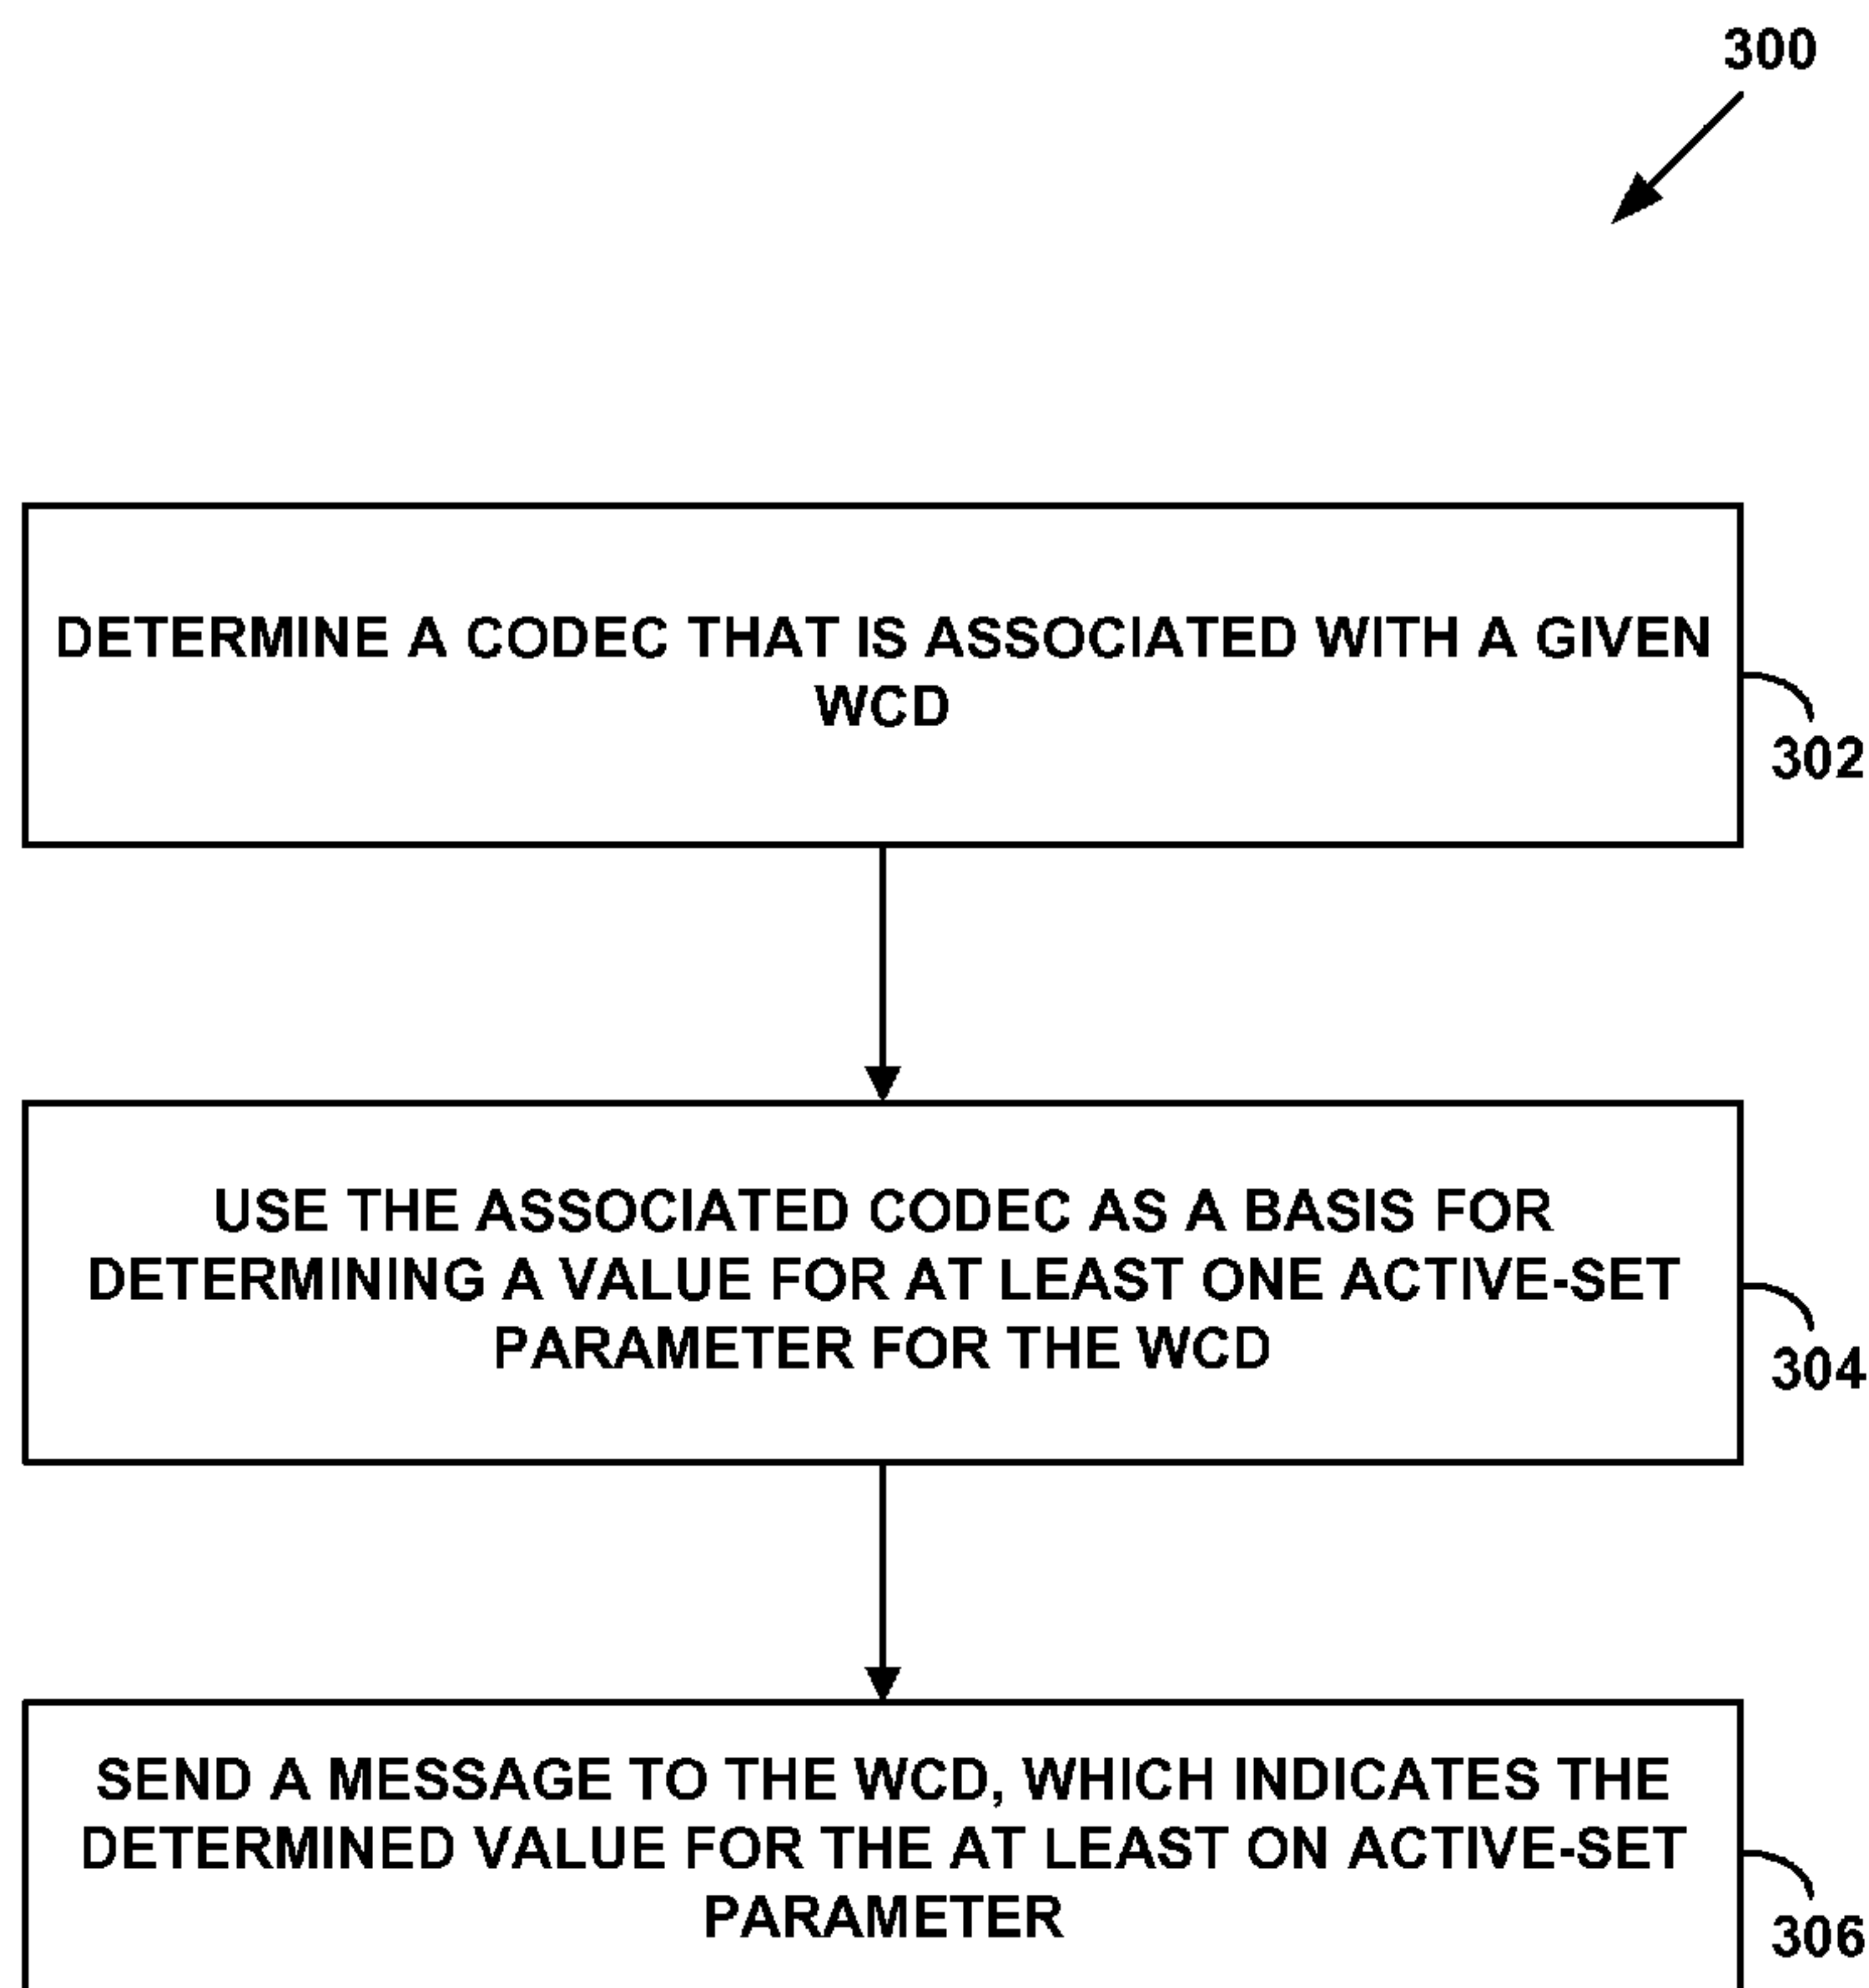 300
DETERMINE A CODEC THAT IS ASSOCIATED WITH A GIVEN
WCD
302
USE THE ASSOCIATED CODEC AS A BASIS FOR
DETERMINING A VALUE FOR AT LEAST ONE ACTIVE-SET
PARAMETER FOR THE WCD
304
SEND A MESSAGE TO THE WCD, WHICH INDICATES THE
DETERMINED VALUE FOR THE AT LEAST ON ACTIVE-SET
PARAMETER
306